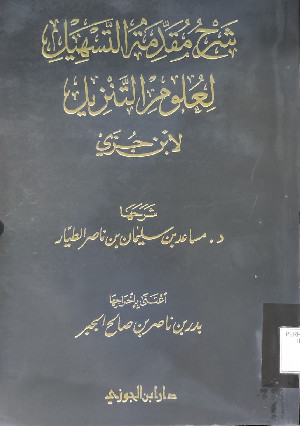 شرح مقدمة التسهيل
لعلوم التنزيل
لابن جزي
شرحها
د. مساعد بن سليمان بن ناصر الطيار
اعتنى بإخراجها
بدر بن ناصر بن صالح الجبر
دار ابن الجوزي